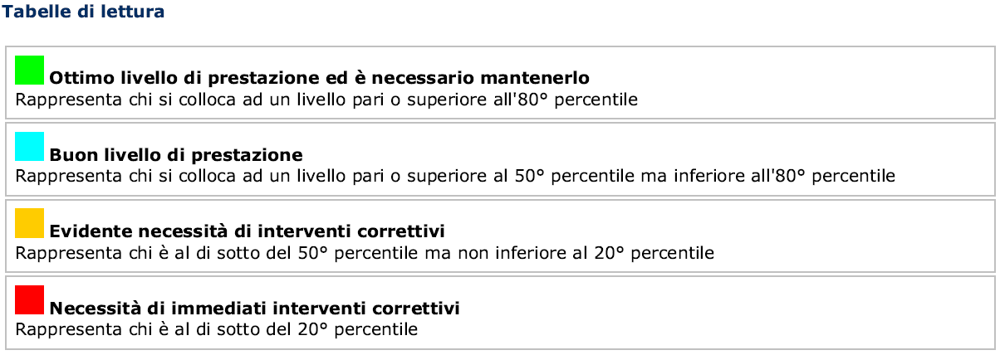 Tabelle di lettura
Ottimo livello di prestazione ed è necessario mantenerlo
Rappresenta chi si colloca ad un livello pari o superiore all'80° percentile
Buon livello di prestazione
Rappresenta chi si colloca ad un livello pari o superiore al 50° percentile ma inferiore all'80° percentile
Evidente necessità di interventi correttivi
Rappresenta chi è al di sotto del 50° percentile ma non inferiore al 20° percentile
Necessità di immediati interventi correttivi
Rappresenta chi è al di sotto del 20° percentile